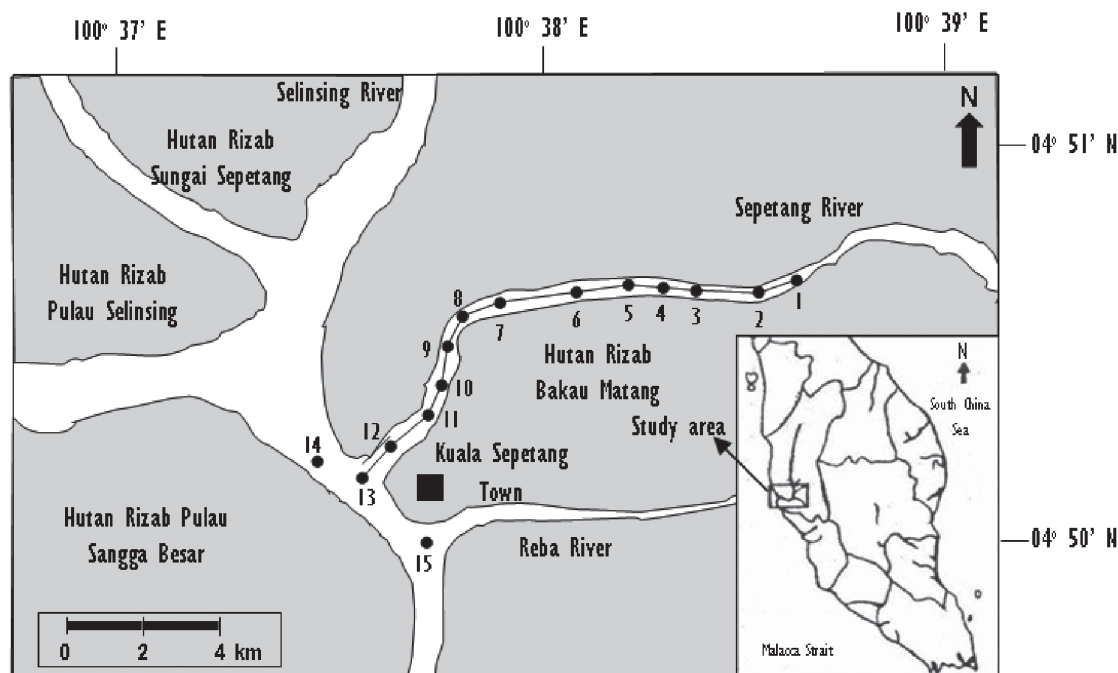 100° 37' E
100° 38' E
100° 39' E
Selinsing River
N
Hutan Rizab
Sungai Sepetang
04° 51' N
Sepetang River
Hutan Rizab
Pulau Selinsing
8
7
6
5
4
3
2
1
9
Hutan Rizab
Bakau Matang
10
11
N
South China
Sea
Study area
12
14
Kuala Sepetang
Town
13
Hutan Rizab Pulau
Sangga Besar
15
Reba River
04° 50' N
0 2 4 km
Malacca Strait